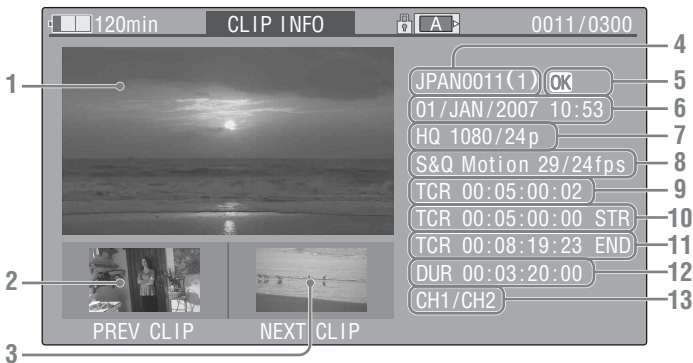 120min CLIP INFO A 0011/0300
4
JPAN0011(1) OK 5
1
01/JAN/2007 10:53 6
HQ 1080/24p 7
S&Q Motion 29/24fps 8
TCR 00:05:00:02 9
TCR 00:05:00:00 STR 10
TCR 00:08:19:23 END 11
2
DUR 00:03:20:00 12
CH1/CH2 13
PREV CLIP NEXT CLIP
3